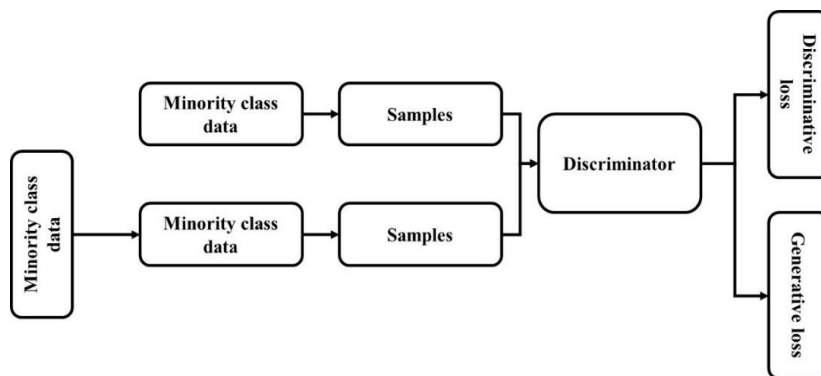 Minority class
data
Samples
Discriminator
Discriminative
loss
Minority class
data
Minority class
data
Samples
Generative loss